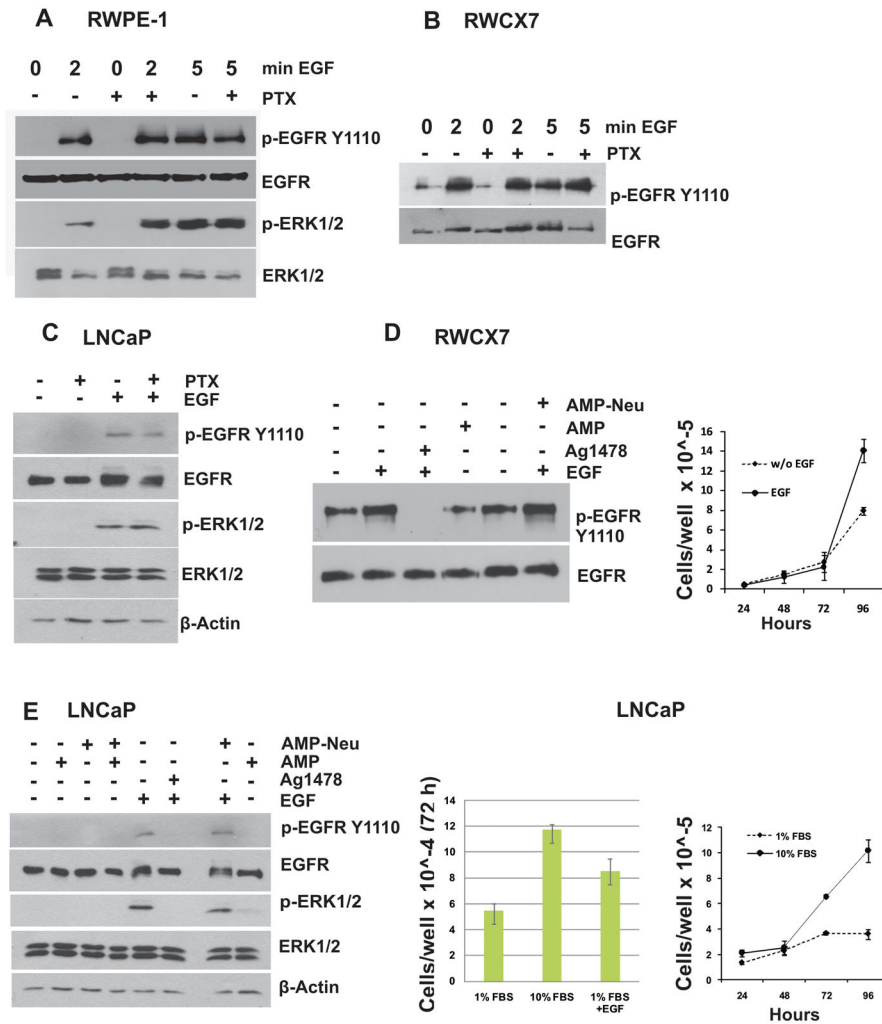 A RWPE-1
0 2 0 2 5 5 min EGF
- - + + - + PTX
p-EGFR Y1110
EGFR
p-ERK1/2
ERK1/2
B RWCX7
0 2 0 2 5 5 min EGF
- - + + - + PTX
p-EGFR Y1110
EGFR
C LNCaP
- + - + PTX
- - + + EGF
p-EGFR Y1110
EGFR
p-ERK1/2
ERK1/2
β-Actin
D RWCX7
- - - - - + AMP-Neu
- - - + - - AMP
- - + - - - Ag1478
- + + - - + EGF
p-EGFR
Y1110
EGFR
Cells/well x 10^-5
16
14
12
10
8
6
4
2
0
w/o EGF
EGF
24 48 72 96
Hours
E LNCaP
- - + + - - + - AMP-Neu
- + - + - - - + AMP
- - - - - + - - Ag1478
- - - - + + + - EGF
p-EGFR Y1110
EGFR
p-ERK1/2
ERK1/2
β-Actin
LNCaP
Cells/well x 10^-4 (72 h)
14
12
10
8
6
4
2
0
1% FBS 10% FBS 1% FBS
+EGF
Cells/well x 10^-5
12
10
8
6
4
2
0
1% FBS
10% FBS
24 48 72 96
Hours